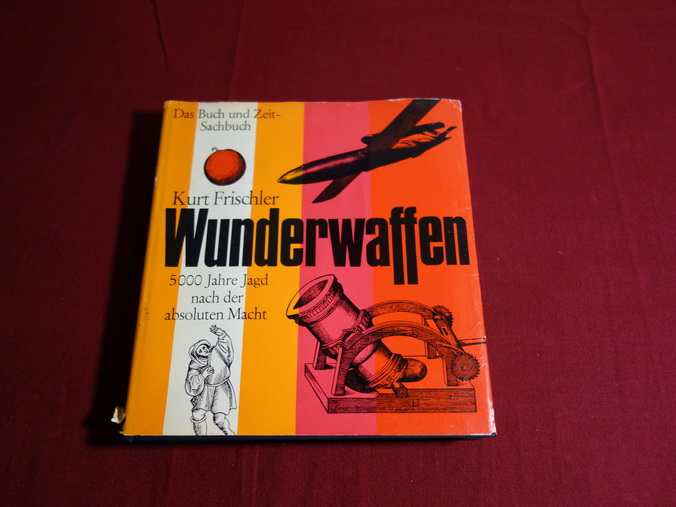 Das Buch und Zeit-
Sachbuch
Kurt Frischler
Wunderwaffen
5000 Jahre Jagd
nach der
absoluten Macht